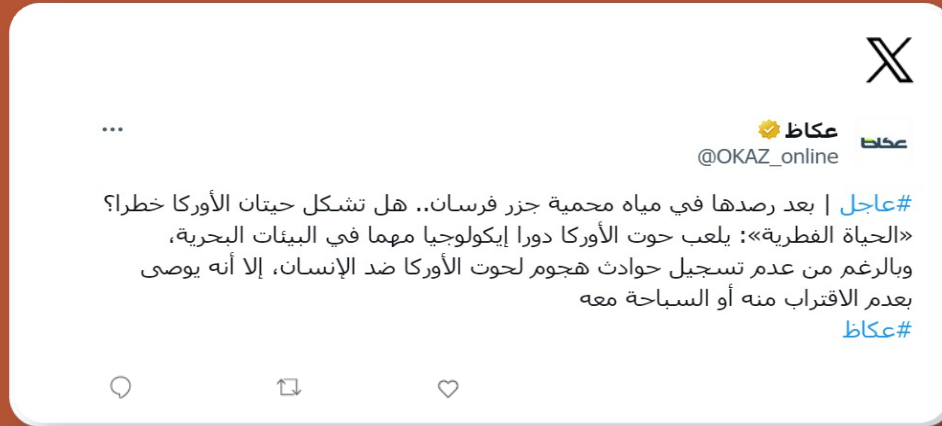 عكاظ
@OKAZ_online
عكاظ
#عاجل | بعد رصدها في مياه محمية جزر فرسان.. هل تشكل حيتان الأوركا خطرا؟
«الحياة الفطرية»: يلعب حوت الأوركا دورا إيكولوجيا مهما في البيئات البحرية،
وبالرغم من عدم تسجيل حوادث هجوم لحوت الأوركا ضد الإنسان، إلا أنه يوصى
بعدم الاقتراب منه أو السباحة معه
#عكاظ